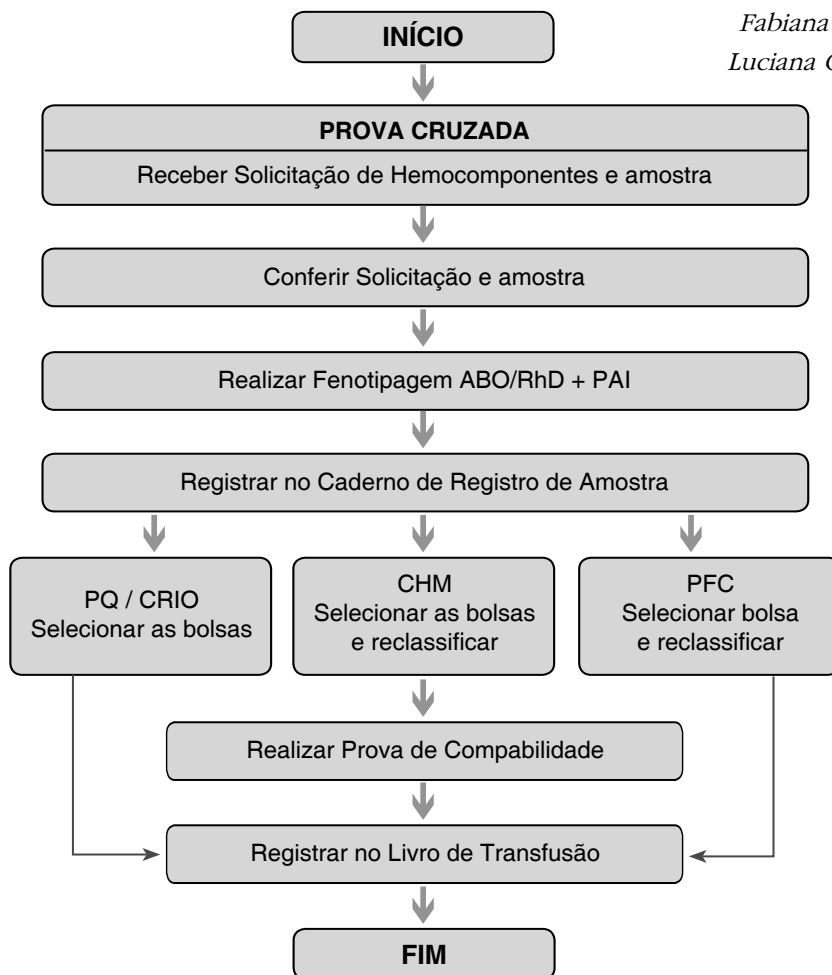 INÍCIO
Fabiana
Luciana
PROVA CRUZADA
Receber Solicitação de Hemocomponentes e amostra
Conferir Solicitação e amostra
Realizar Fenotipagem ABO/RhD + PAI
Registrar no Caderno de Registro de Amostra
PQ / CRIO
Selecionar as bolsas
CHM
Selecionar as bolsas
e reclassificar
PFC
Selecionar bolsa
e reclassificar
Realizar Prova de Compabilidade
Registrar no Livro de Transfusão
FIM